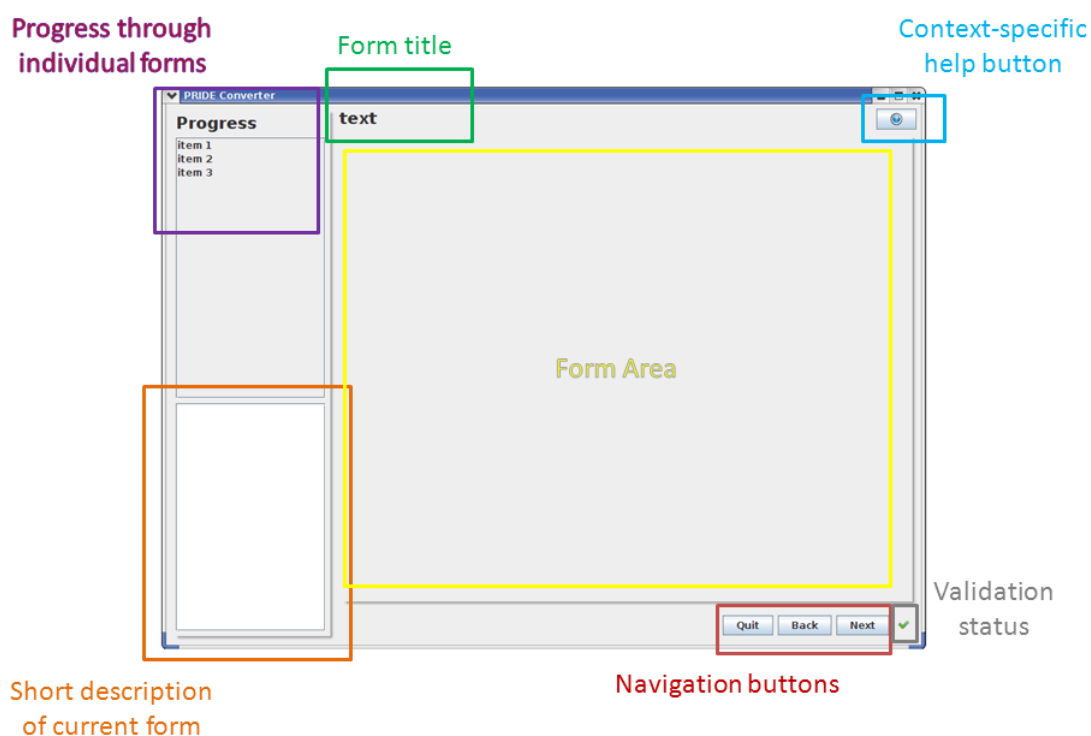 Progress through
individual forms
Form title
Context-specific
help button
PRIDE Converter
Progress
text
item 1
item 2
item 3
Form Area
Quit Back Next
Validation
status
Navigation buttons
Short description
of current form